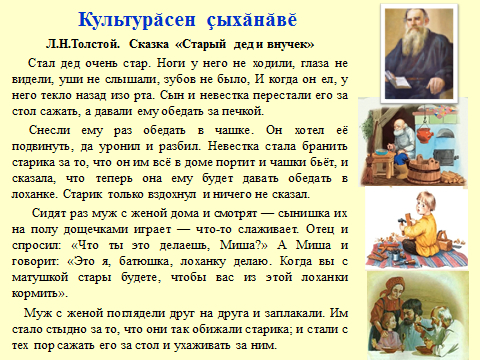 Культурӑсен ҫыхӑнӑвӗ
Л.Н.Толстой. Сказка «Старый дед и внучек»
Стал дед очень стар. Ноги у него не ходили, глаза не
видели, уши не слышали, зубов не было, И когда он ел, у
него текло назад изо рта. Сын и невестка перестали его за
стол сажать, а давали ему обедать за печкой.
Снесли ему раз обедать в чашке. Он хотел её
подвинуть, да уронил и разбил. Невестка стала бранить
старика за то, что он им всё в доме портит и чашки бьёт, и
сказала, что теперь она ему будет давать обедать в
лоханке. Старик только вздохнул и ничего не сказал.
Сидят раз муж с женой дома и смотрят — сынишка их
на полу дощечками играет — что-то слаживает. Отец и
спросил: «Что ты это делаешь, Миша?» А Миша и
говорит: «Это я, батюшка, лоханку делаю. Когда вы с
матушкой стары будете, чтобы вас из этой лоханки
кормить».
Муж с женой поглядели друг на друга и заплакали. Им
стало стыдно за то, что они так обижали старика; и стали с
тех пор сажать его за стол и ухаживать за ним.